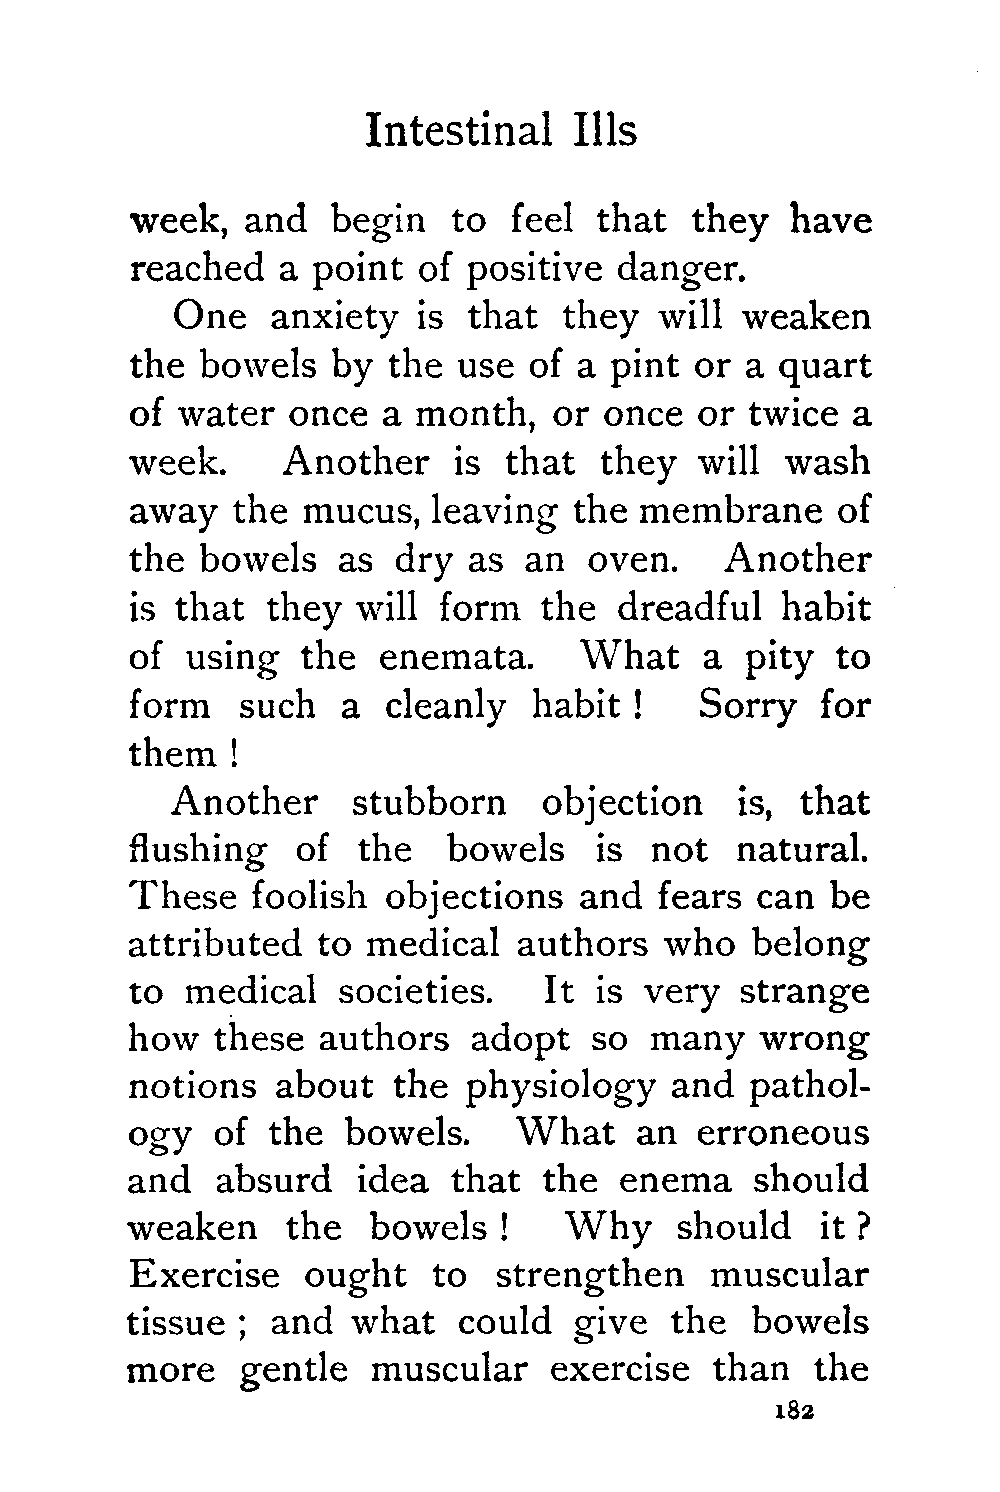 Intestinal Ills
week, and begin to feel that they have
reached a point of positive danger.
One anxiety is that they will weaken
the bowels by the use of a pint or a quart
of water once a month, or once or twice a
week. Another is that they will wash
away the mucus, leaving the membrane of
the bowels as dry as an oven. Another
is that they will form the dreadful habit
of using the enemata. What a pity to
form such a cleanly habit ! Sorry for
them !
Another stubborn objection is, that
flushing of the bowels is not natural.
These foolish objections and fears can be
attributed to medical authors who belong
to medical societies. It is very strange
how these authors adopt so many wrong
notions about the physiology and pathol-
ogy of the bowels. What an erroneous
and absurd idea that the enema should
weaken the bowels ! Why should it ?
Exercise ought to strengthen muscular
tissue ; and what could give the bowels
more gentle muscular exercise than the
182